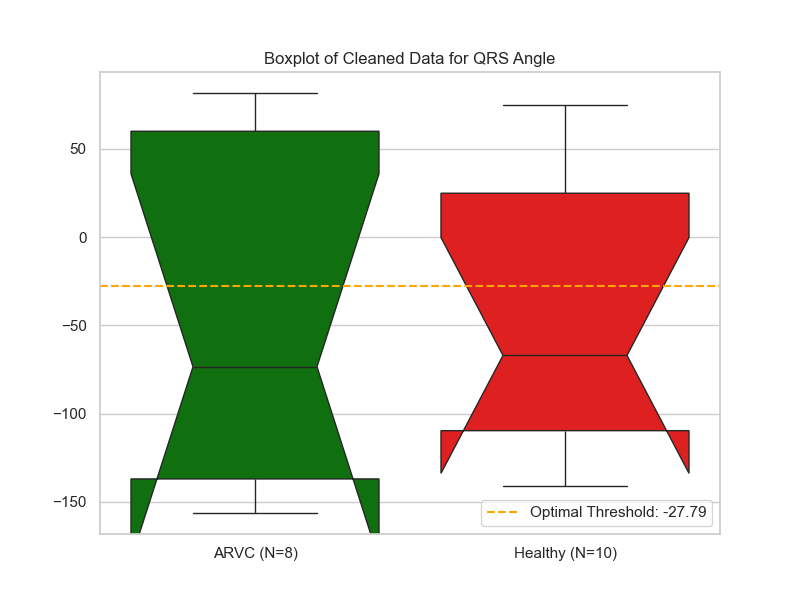 Boxplot of Cleaned Data for QRS Angle
50
0
−50
−100
−150
Optimal Threshold: -27.79
ARVC (N=8)
Healthy (N=10)